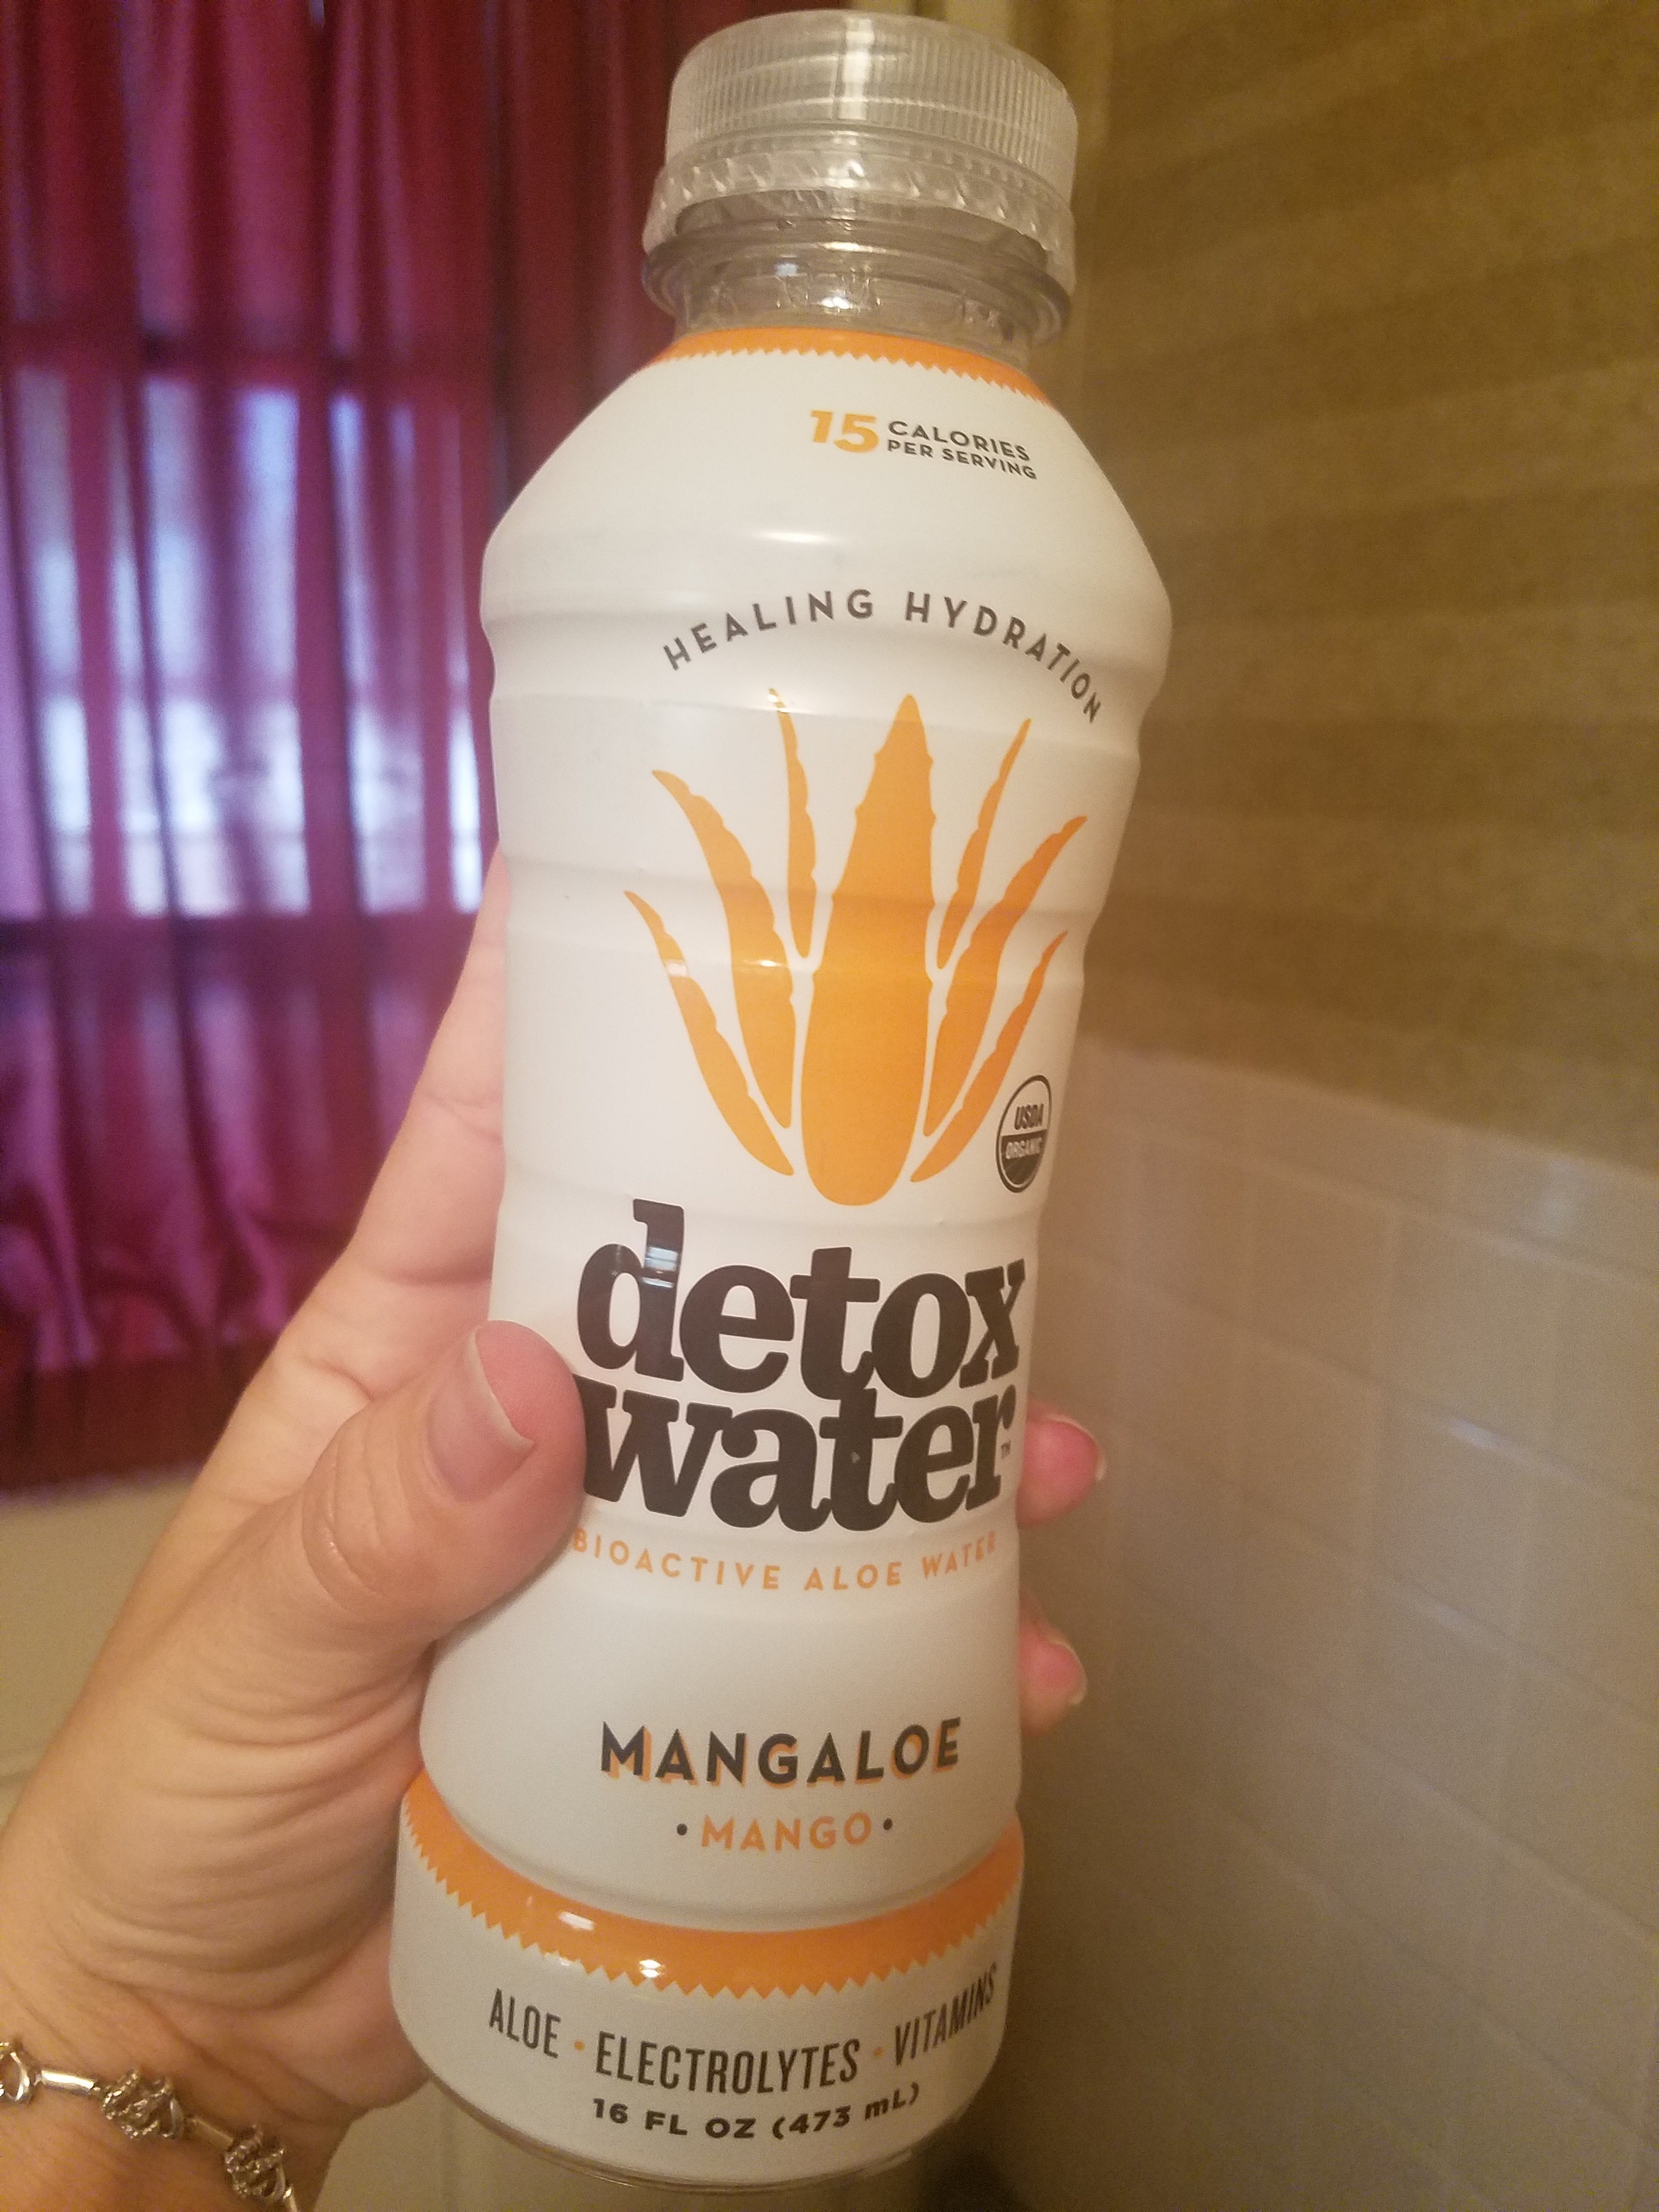 15 CALORIES
PER SERVING
HEALING HYDRATION
USDA
ORGANIC
detox
water™
BIOACTIVE ALOE WATER
MANGALOE
• MANGO •
ALOE • ELECTROLYTES • VITAMINS
16 FL OZ (473 mL)